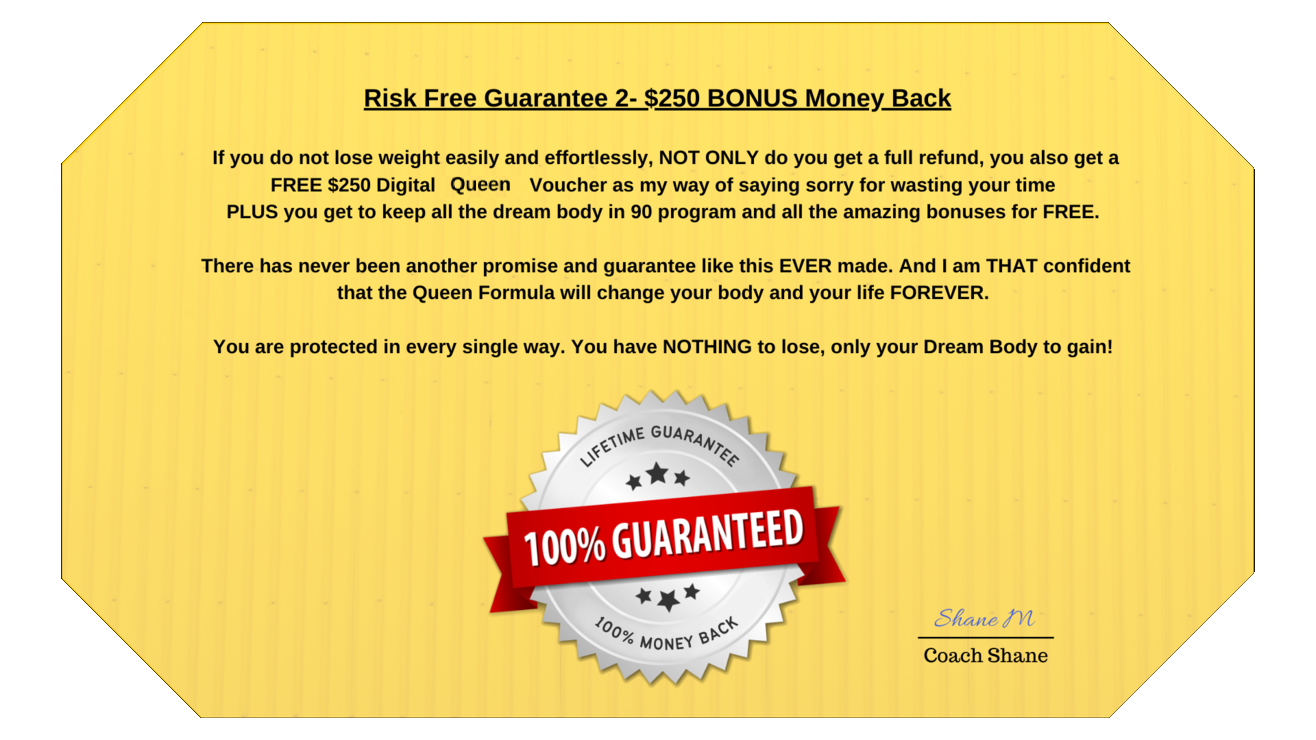 Risk Free Guarantee 2- $250 BONUS Money Back
If you do not lose weight easily and effortlessly, NOT ONLY do you get a full refund, you also get a
FREE $250 Digital Queen Voucher as my way of saying sorry for wasting your time
PLUS you get to keep all the dream body in 90 program and all the amazing bonuses for FREE.
There has never been another promise and guarantee like this EVER made. And I am THAT confident
that the Queen Formula will change your body and your life FOREVER.
You are protected in every single way. You have NOTHING to lose, only your Dream Body to gain!
LIFETIME GUARANTEE
100% GUARANTEED
100% MONEY BACK
Shane M
Coach Shane